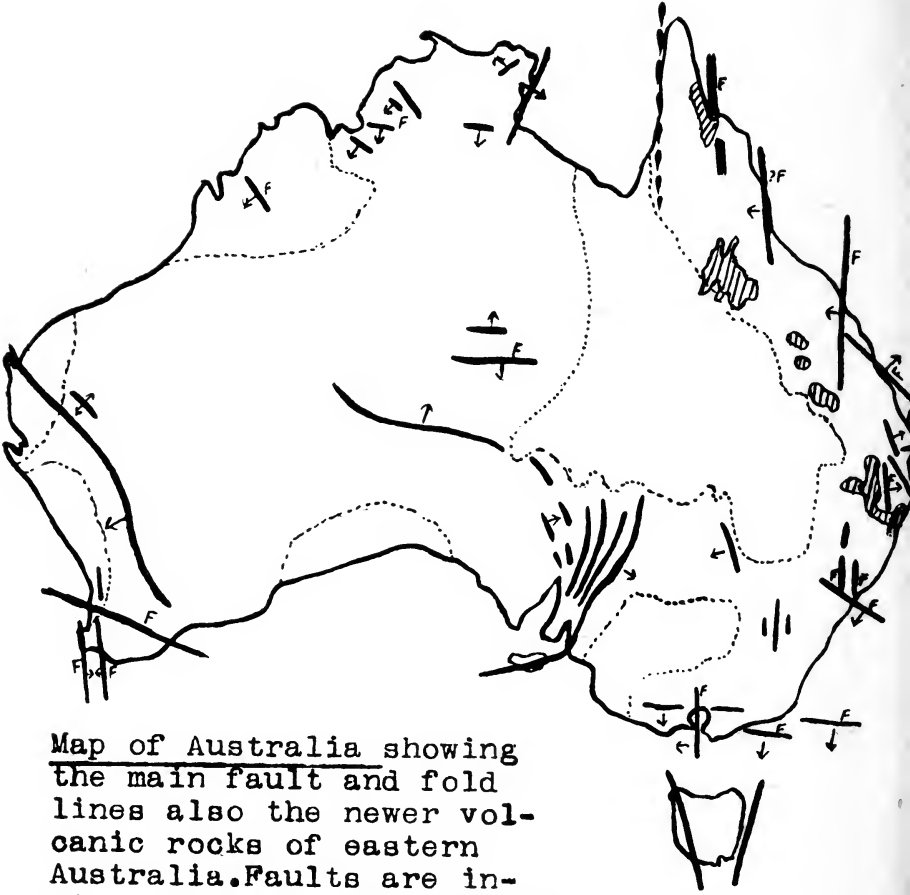 F
F
F
?F
F
F
F
F
F
F
F
F
F
F
F
F
F
F
Map of Australia showing
the main fault and fold
lines also the newer vol-
canic rocks of eastern
Australia.Faults are in-